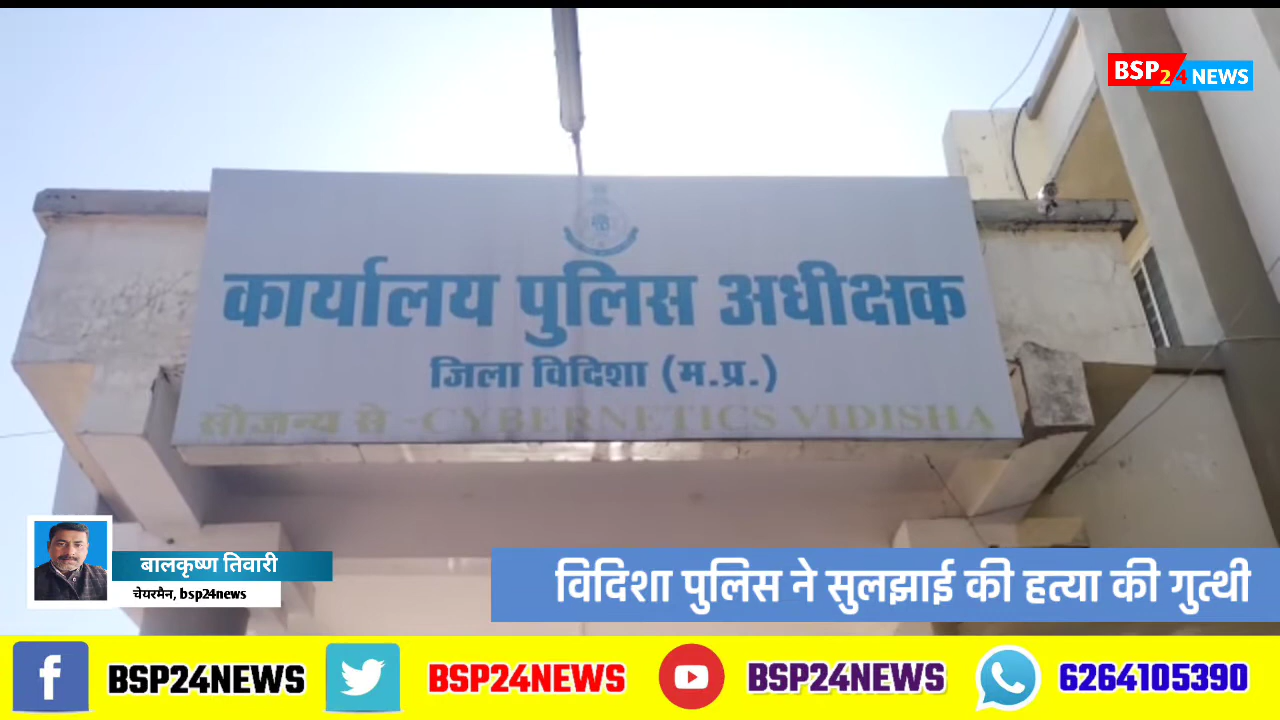 BSP24 NEWS
कार्यालय पुलिस अधीक्षक
जिला विदिशा (म.प्र.)
सौजन्य से -CYBERNETICS VIDISHA
बालकृष्ण तिवारी
चेयरमैन, bsp24news
विदिशा पुलिस ने सुलझाई की हत्या की गुत्थी
BSP24NEWS BSP24NEWS BSP24NEWS 6264105390